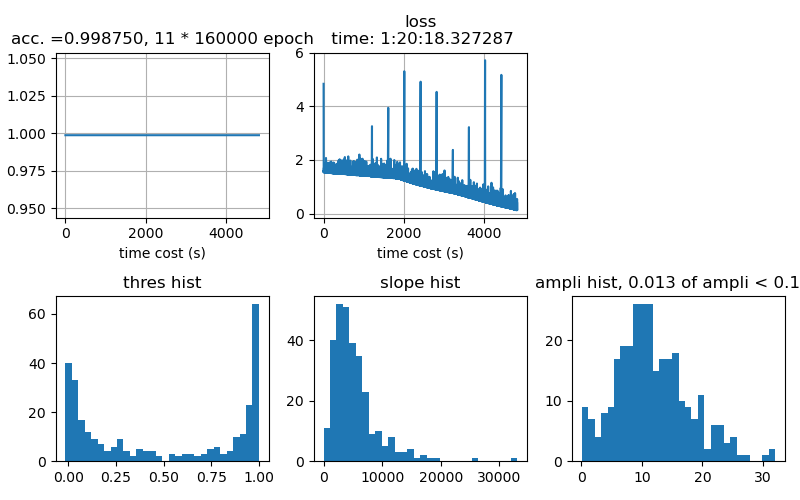 acc. =0.998750, 11 * 160000 epoch
1.050
1.025
1.000
0.975
0.950
0 2000 4000
time cost (s)
loss
time: 1:20:18.327287
6
4
2
0
0 2000 4000
time cost (s)
thres hist
60
40
20
0
0.00 0.25 0.50 0.75 1.00
slope hist
40
20
0
0 10000 20000 30000
ampli hist, 0.013 of ampli < 0.1
20
10
0
0 10 20 30